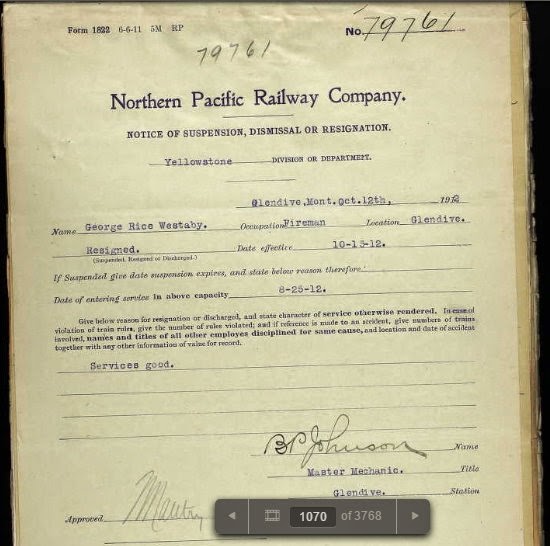 Form 1822 6-6-11 5M RP
No. 79761
79761
Northern Pacific Railway Company.
NOTICE OF SUSPENSION, DISMISSAL OR RESIGNATION.
Yellowstone DIVISION OR DEPARTMENT.
Glendive, Mont. Oct. 12th, 1912
Name George Rice Westaby. Occupation Fireman Location Glendive.
Resigned. Date effective 10-13-12.
(Suspended, Resigned or Discharged.)
If Suspended give date suspension expires, and state below reason therefore:
Date of entering service in above capacity 8-25-12.
Give below reason for resignation or discharged, and state character of service otherwise rendered. In case of
violation of train rules, give the number of rules violated; and if reference is made to an accident, give numbers of trains
involved, names and titles of all other employes disciplined for same cause, and location and date of accident
together with any other information of value for record.
Services good.
BP Johnson Name
Master Mechanic. Title
Glendive. Station
Approved
1070 of 3768